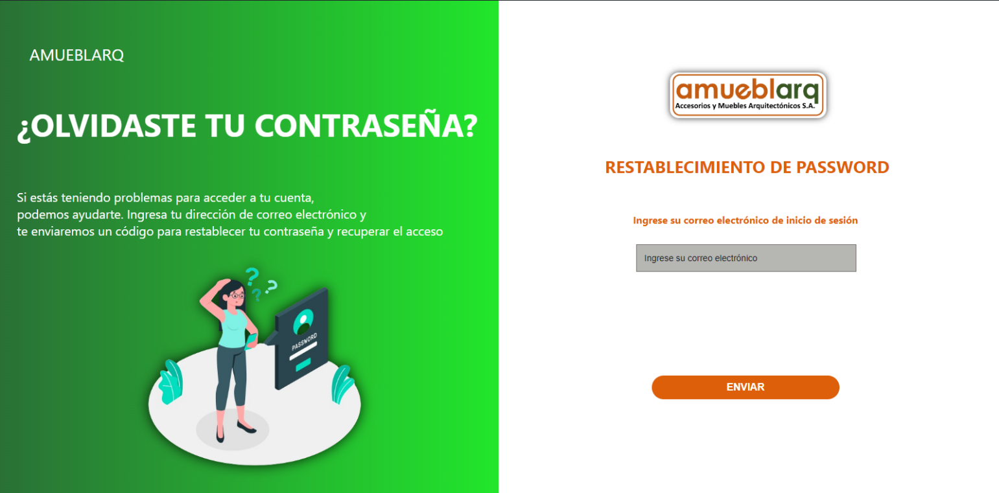 AMUEBLARQ
¿OLVIDASTE TU CONTRASEÑA?
Si estás teniendo problemas para acceder a tu cuenta,
podemos ayudarte. Ingresa tu dirección de correo electrónico y
te enviaremos un código para restablecer tu contraseña y recuperar el acceso
? ? ?
PASSWORD
amueblarq
Accesorios y Muebles Arquitectónicos S.A.
RESTABLECIMIENTO DE PASSWORD
Ingrese su correo electrónico de inicio de sesión
Ingrese su correo electrónico
ENVIAR